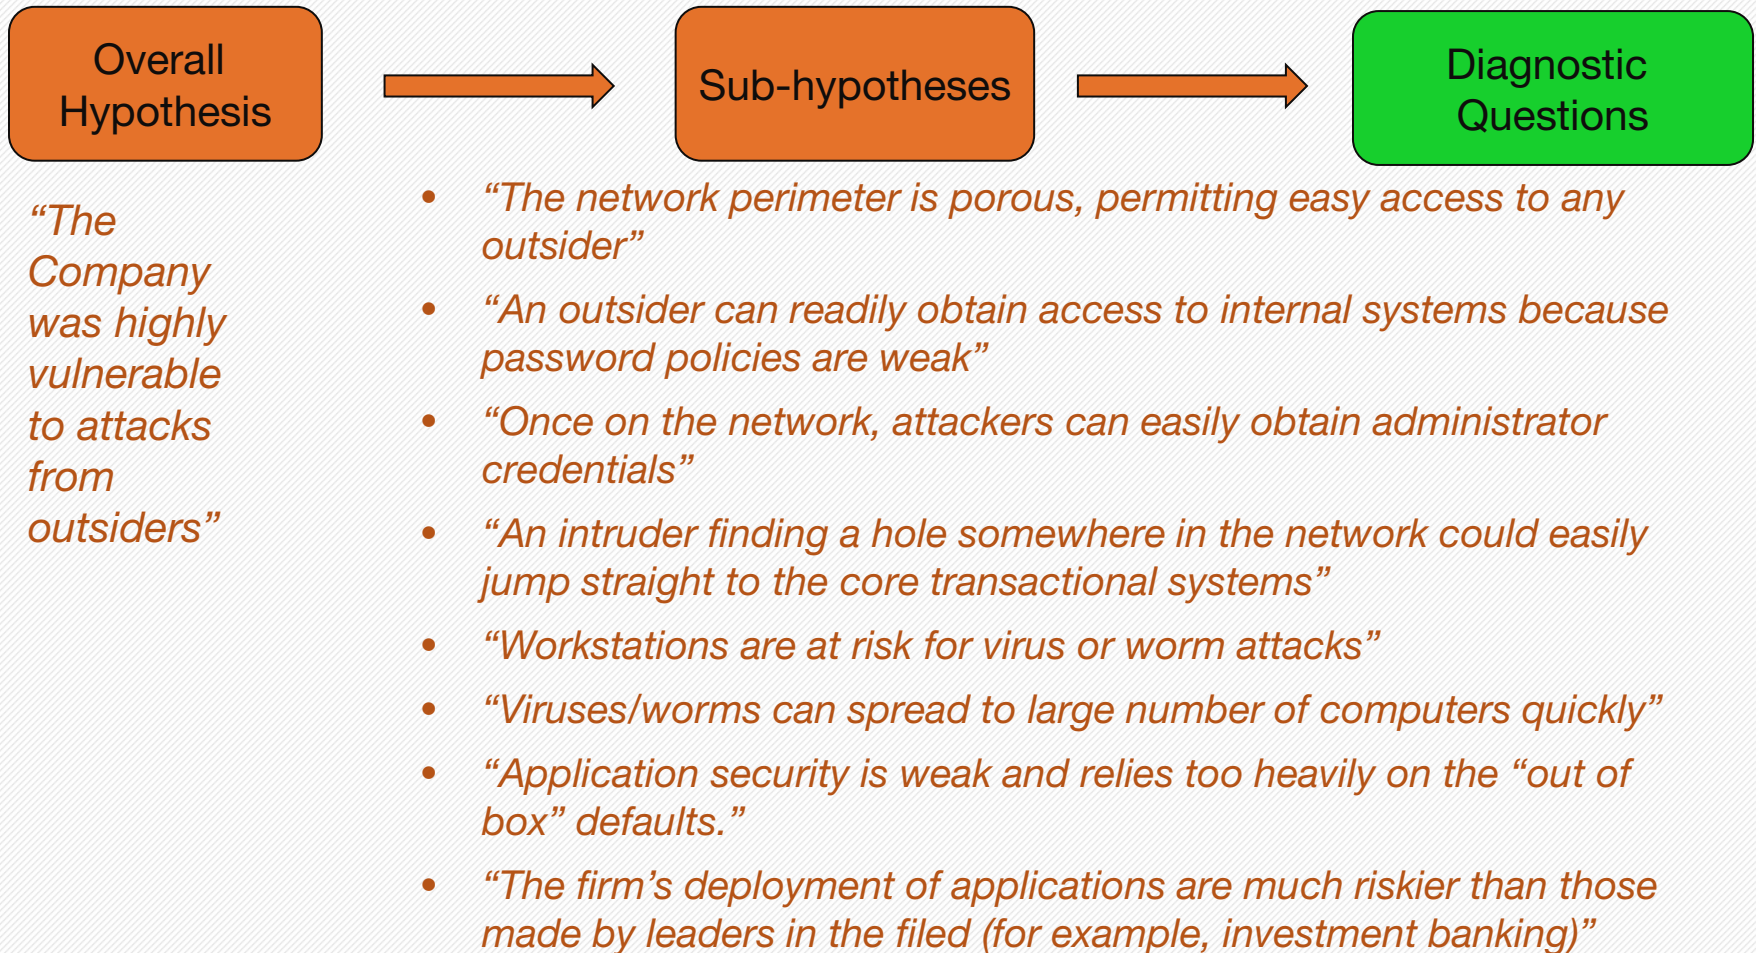 Overall
Hypothesis
Sub-hypotheses
Diagnostic
Questions
“The
Company
was highly
vulnerable
to attacks
from
outsiders”
• “The network perimeter is porous, permitting easy access to any
outsider”
• “An outsider can readily obtain access to internal systems because
password policies are weak”
• “Once on the network, attackers can easily obtain administrator
credentials”
• “An intruder finding a hole somewhere in the network could easily
jump straight to the core transactional systems”
• “Workstations are at risk for virus or worm attacks”
• “Viruses/worms can spread to large number of computers quickly”
• “Application security is weak and relies too heavily on the “out of
box” defaults.”
• “The firm’s deployment of applications are much riskier than those
made by leaders in the filed (for example, investment banking)”